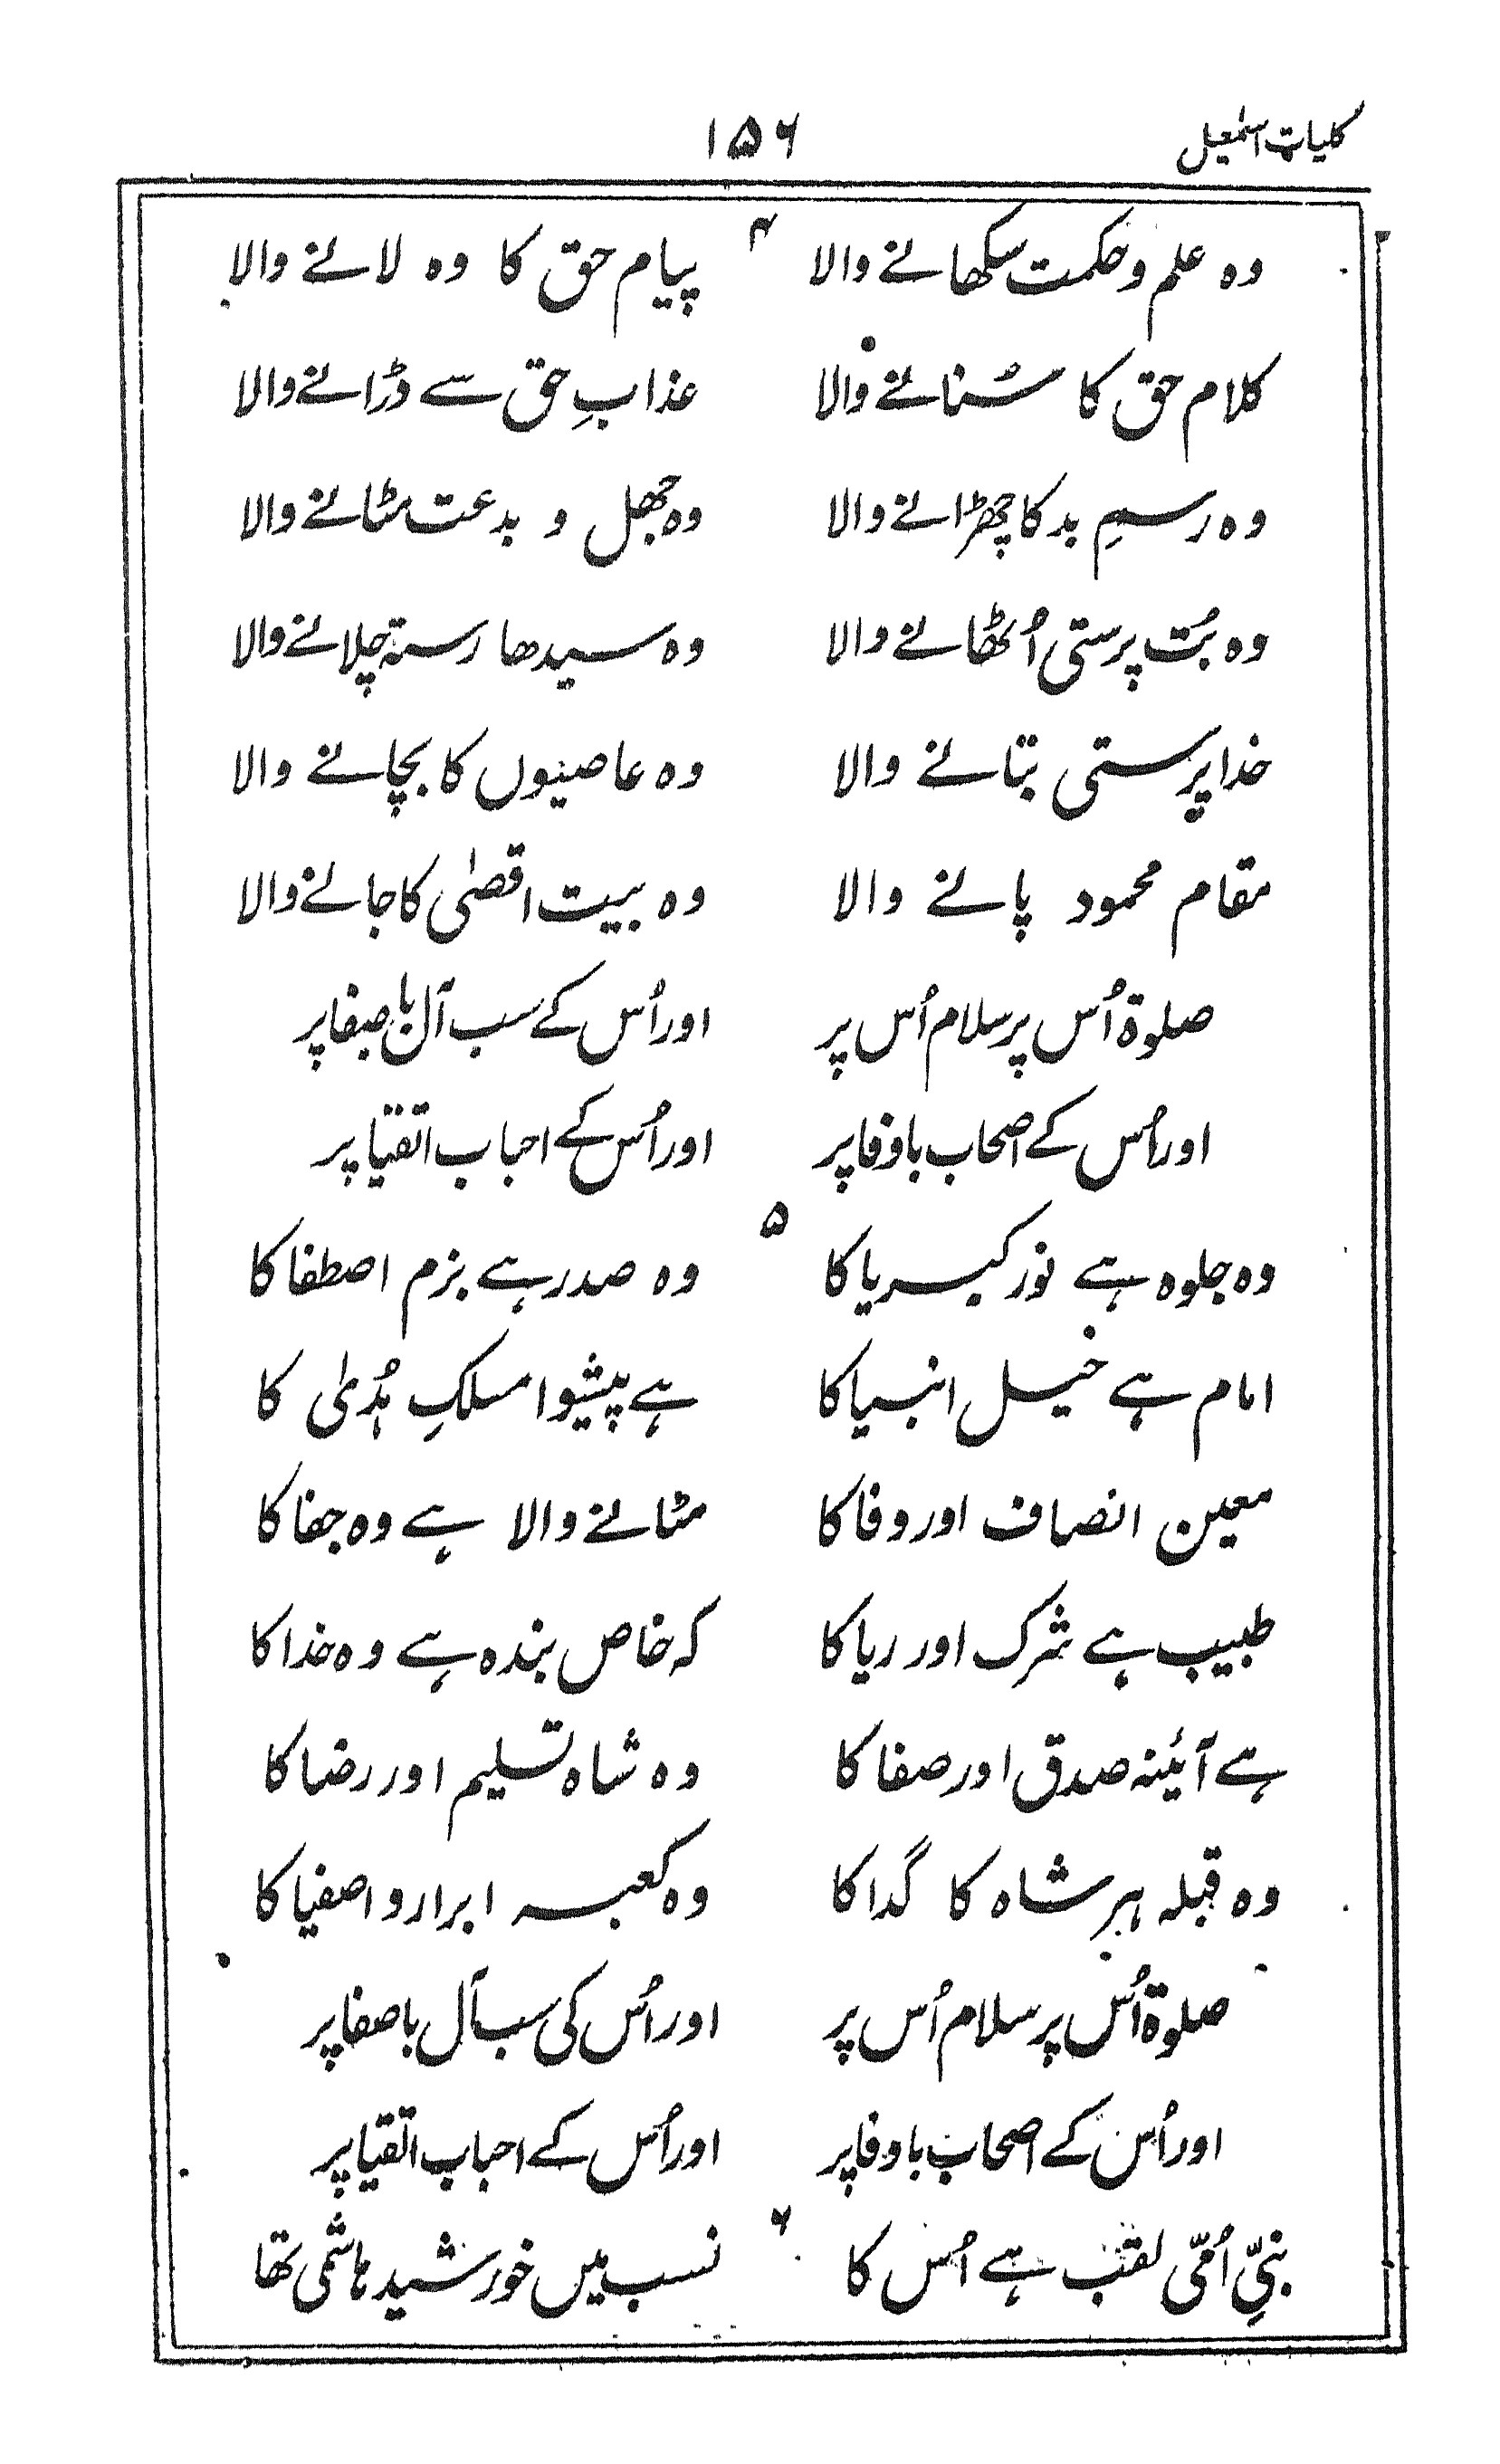 کلیات اسمٰعیل ۱۵۶
۴
وہ علم و حکمت سکھانے والا پیام حق کا وہ لانے والا
کلام حق کا سُنانے والا عذابِ حق سے ڈرانے والا
وہ رسمِ بد کا چھڑانے والا وہ جھل و بدعت مٹانے والا
وہ بُت پرستی اُٹھانے والا وہ سیدھا رستہ چلانے والا
خدا پرستی بتانے والا وہ عاصیوں کا بچانے والا
مقام محمود پانے والا وہ بیت اقصٰی کا جانے والا
صلوۃ اُس پر سلام اُس پر اور اُس کے سب آل باصفا پر
اور اُس کے اصحاب باوفا پر اور اُس کے احباب اتقیا پر
۵
وہ جلوہ ہے نور کبریا کا وہ صدر ہے بزم اصطفا کا
امام ہے خیل انبیا کا ہے پیشوا مسلکِ ہُدیٰ کا
معین انصاف اور وفا کا مٹانے والا ہے وہ جفا کا
طبیب ہے شرک اور ریا کا کہ خاص بندہ ہے وہ خدا کا
ہے آئینہ صدق اور صفا کا وہ شاہ تسلیم اور رضا کا
وہ قبلہ ہر شاہ کا گدا کا وہ کعبہ ابرار و اصفیا کا
صلوۃ اُس پر سلام اُس پر اور اُس کی سب آل باصفا پر
اور اُس کے اصحاب باوفا پر اور اُس کے احباب اتقیا پر
۶
نبیِّ اُمّی لقب ہے اُس کا نسب میں خورشید ہاشمی تھا